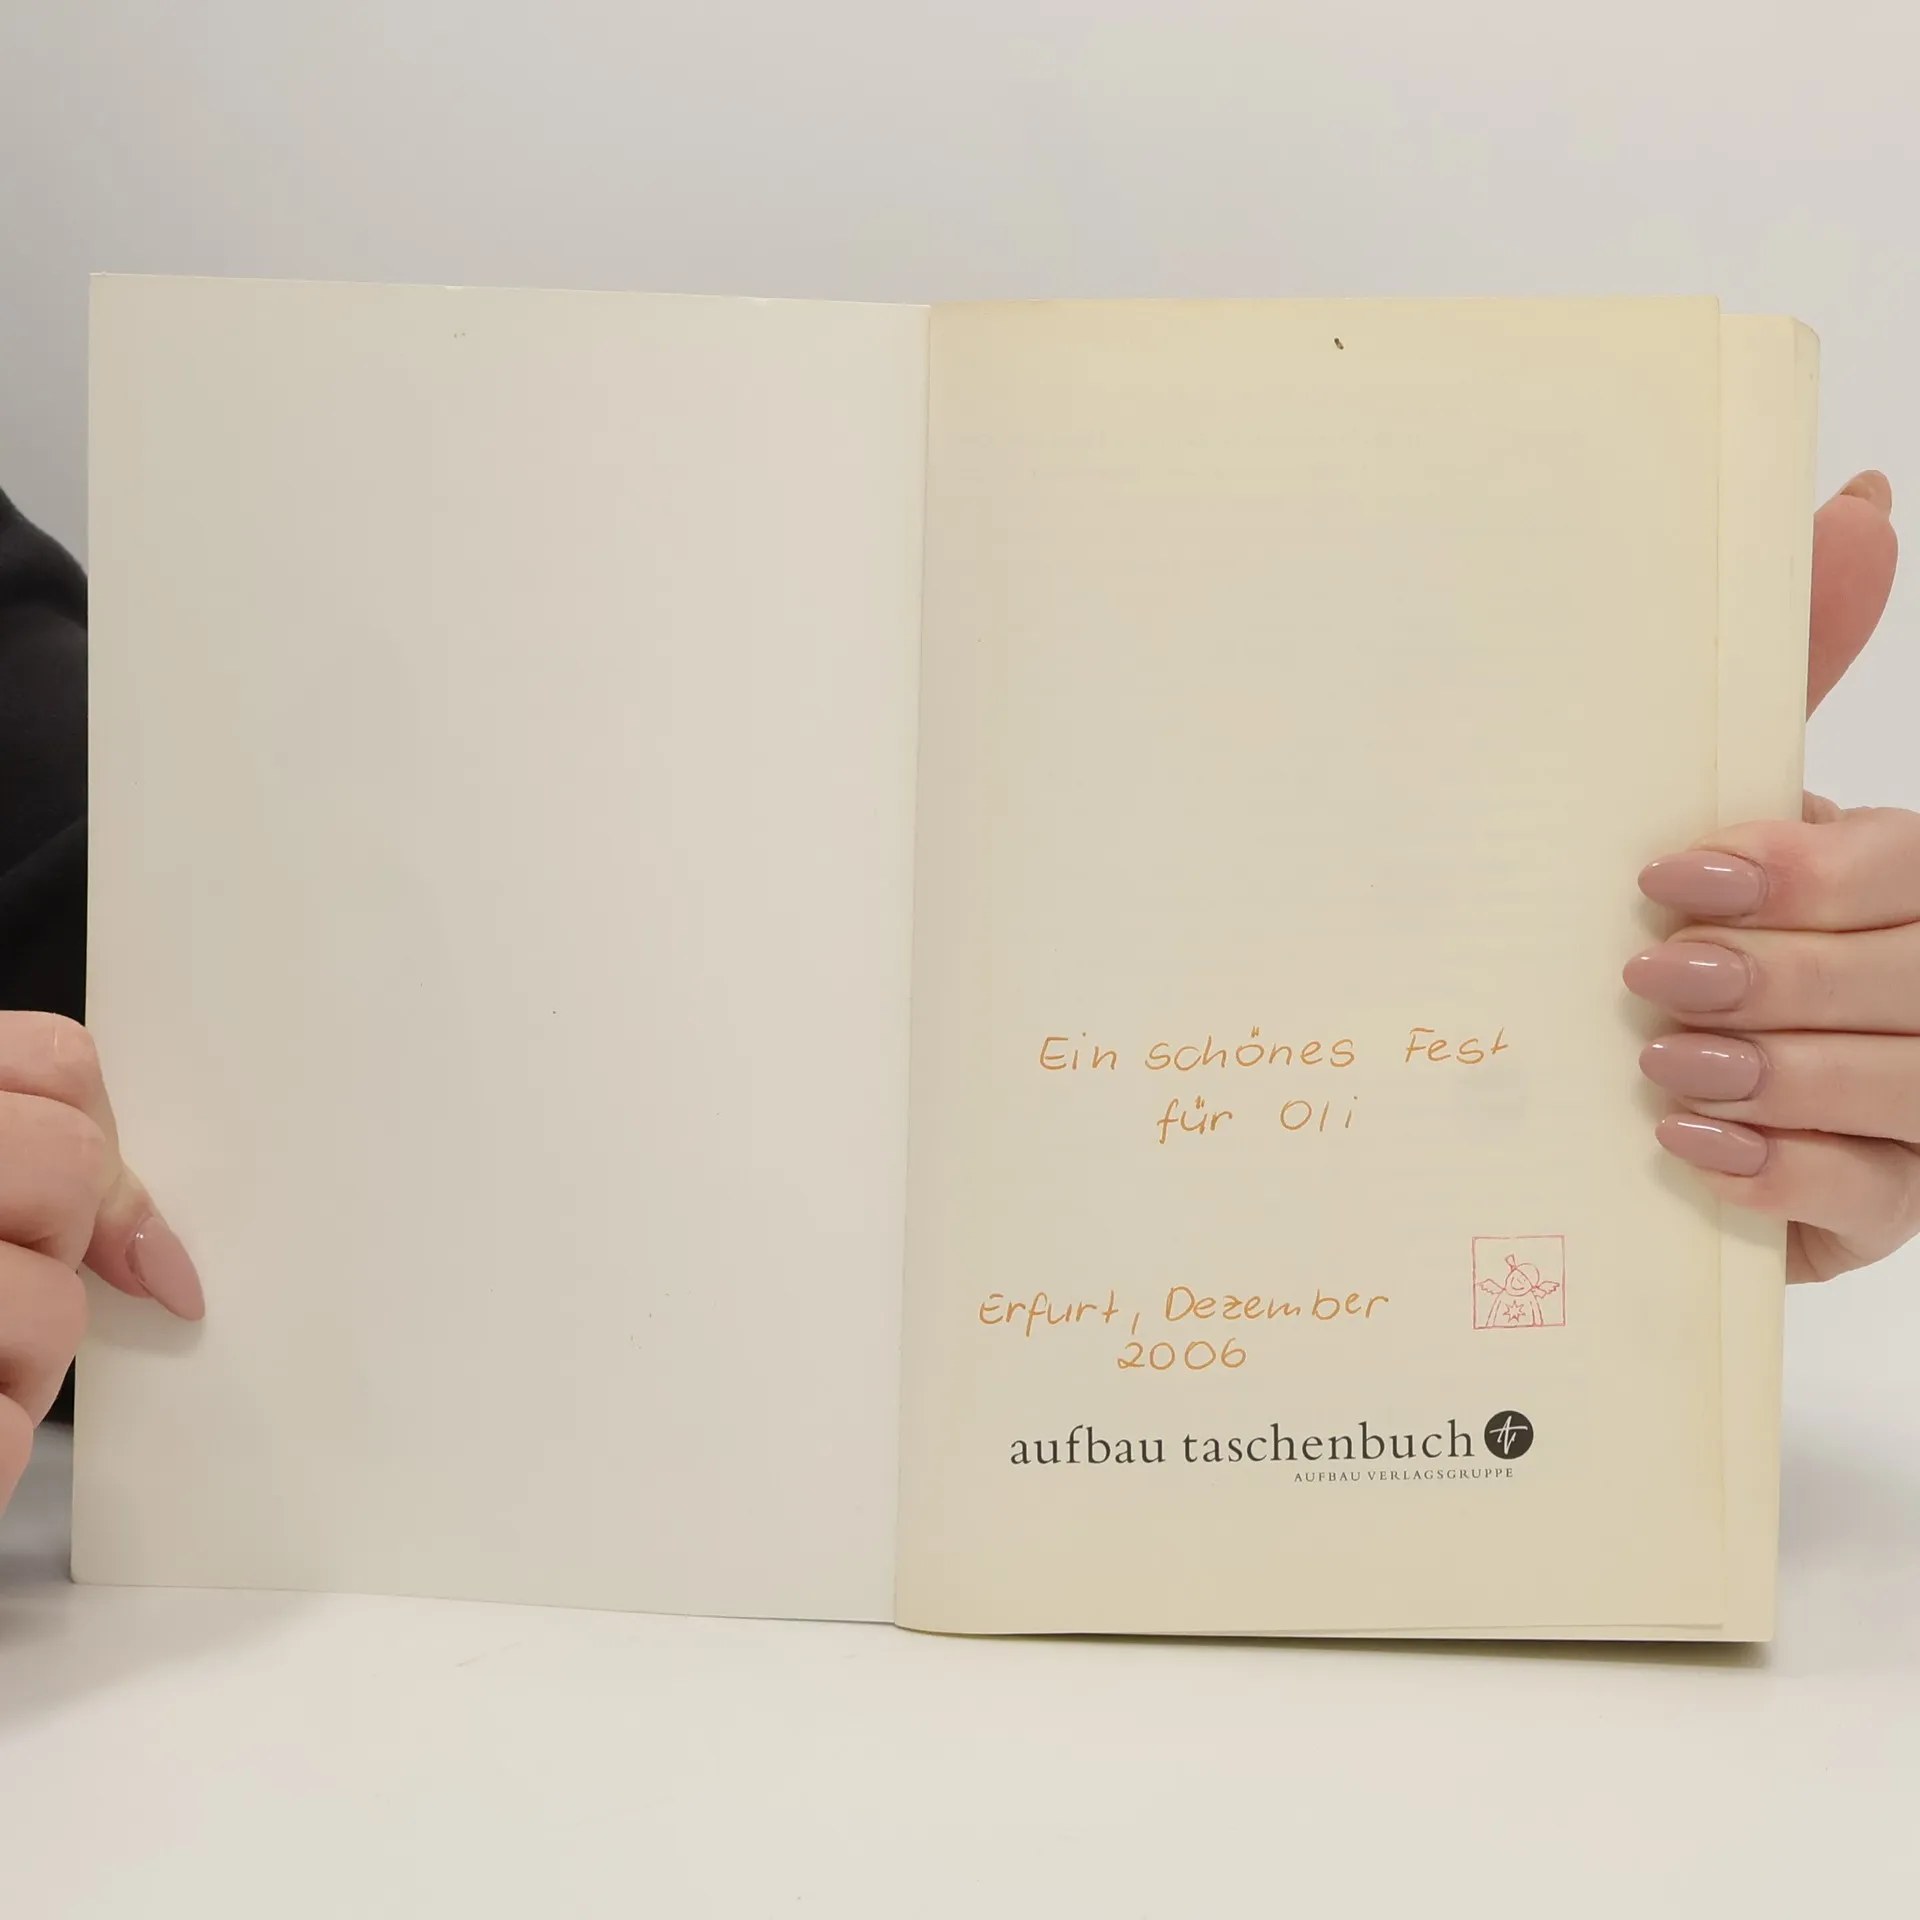 Ein schönes Fest
für Oli
Erfurt, Dezember
2006
aufbau taschenbuch
AUFBAU VERLAGSGRUPPE